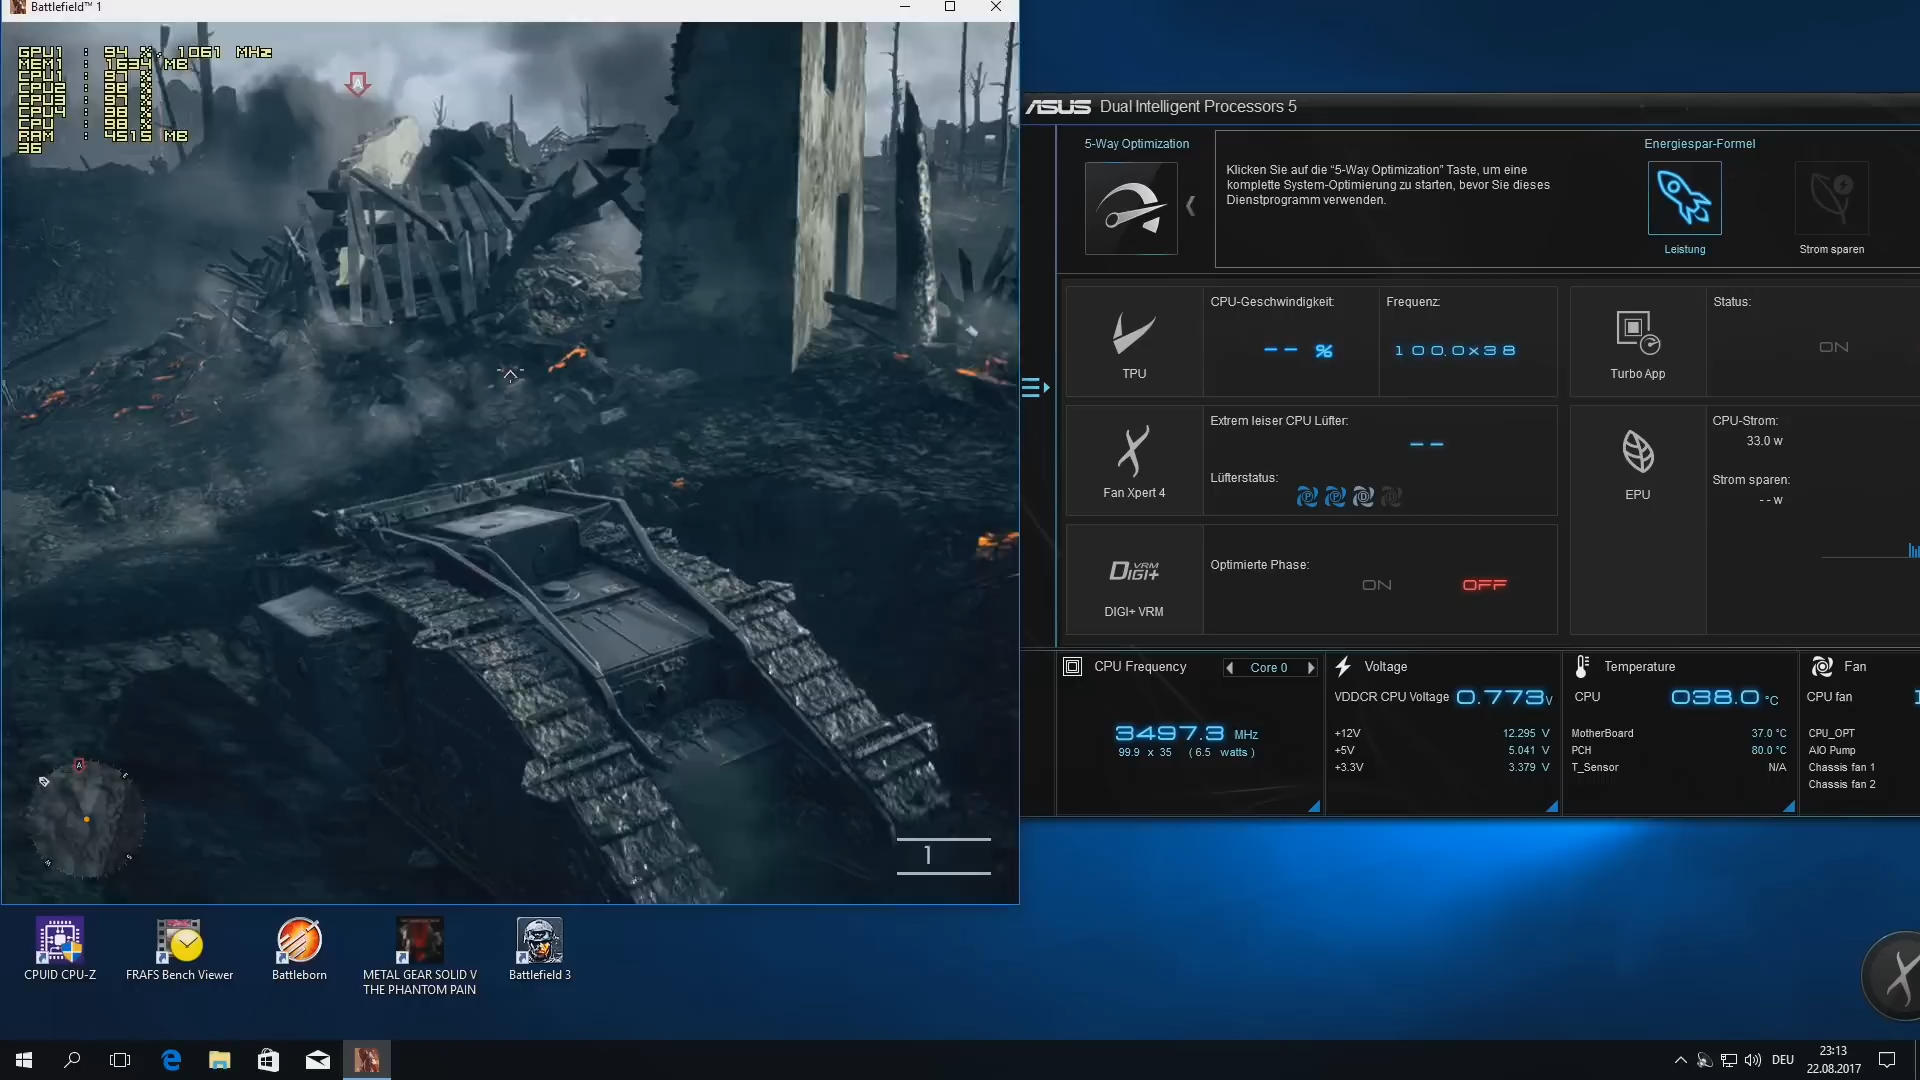 Battlefield™ 1
GPU1 : 94 %, 1061 MHz
MEM1 : 1634 MB
CPU1 : 97 %
CPU2 : 98 %
CPU3 : 97 %
CPU4 : 98 %
CPU : 98 %
RAM : 4515 MB
36
A
A
1
ASUS Dual Intelligent Processors 5
5-Way Optimization
Klicken Sie auf die “5-Way Optimization” Taste, um eine
komplette System-Optimierung zu starten, bevor Sie dieses
Dienstprogramm verwenden.
Energiespar-Formel
Leistung
Strom sparen
TPU
CPU-Geschwindigkeit:
-- %
Frequenz:
100.0x38
Turbo App
Status:
ON
Fan Xpert 4
Extrem leiser CPU Lüfter:
--
Lüfterstatus:
P P D D
EPU
CPU-Strom:
33.0 w
Strom sparen:
-- w
DIGI+ VRM
DIGI+ VRM
Optimierte Phase:
ON OFF
CPU Frequency
Core 0
3497.3 MHz
99.9 x 35 ( 6.5 watts )
Voltage
VDDCR CPU Voltage 0.773 V
+12V 12.295 V
+5V 5.041 V
+3.3V 3.379 V
Temperature
CPU 038.0 °C
MotherBoard 37.0 °C
PCH 80.0 °C
T_Sensor N/A
Fan
CPU fan
CPU_OPT
AIO Pump
Chassis fan 1
Chassis fan 2
CPUID CPU-Z
FRAFS Bench Viewer
Battleborn
METAL GEAR SOLID V
THE PHANTOM PAIN
Battlefield 3
DEU
23:13
22.08.2017